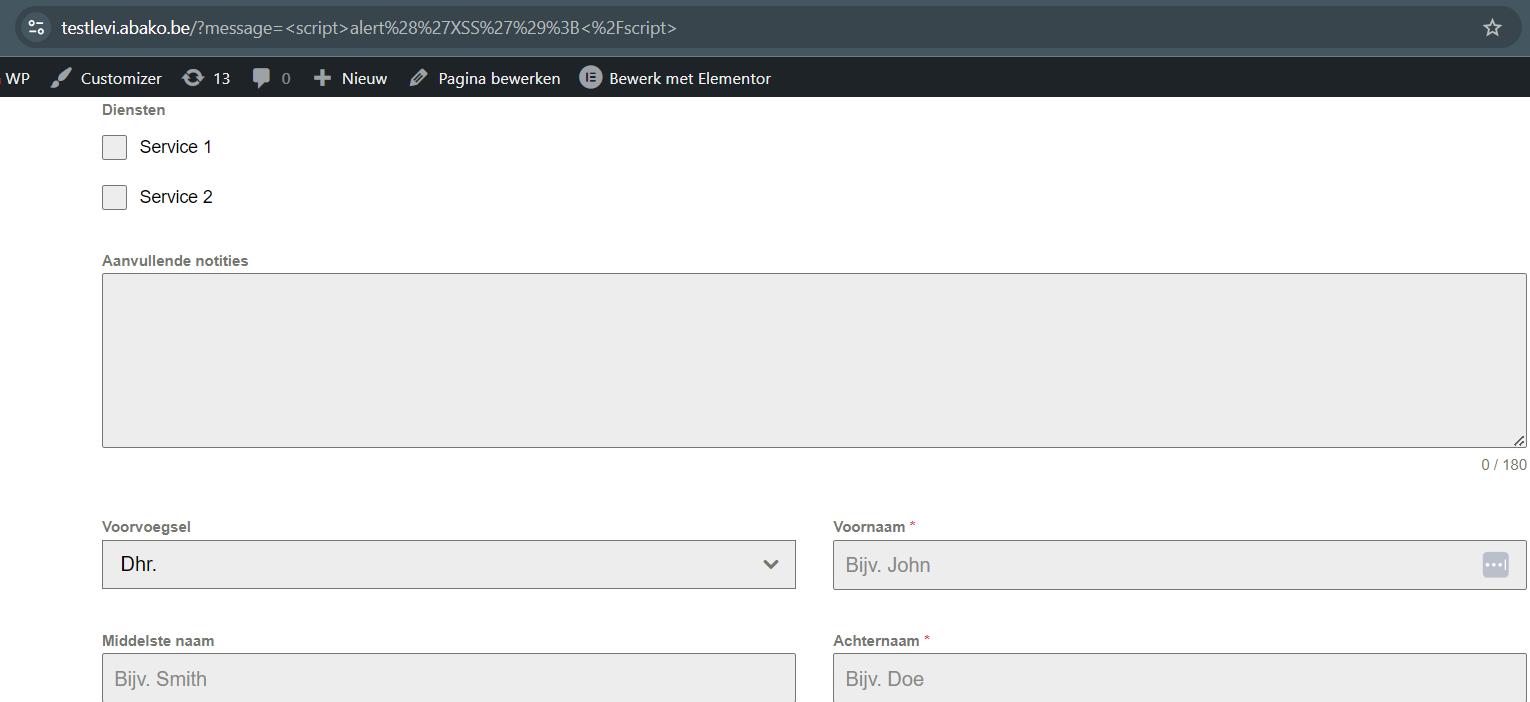 testlevi.abako.be/?message=<script>alert%28%27XSS%27%29%3B<%2Fscript>
WP Customizer 13 0 Nieuw Pagina bewerken Bewerk met Elementor
Diensten
Service 1
Service 2
Aanvullende notities
0 / 180
Voorvoegsel Voornaam *
Dhr. Bijv. John
Middelste naam Achternaam *
Bijv. Smith Bijv. Doe